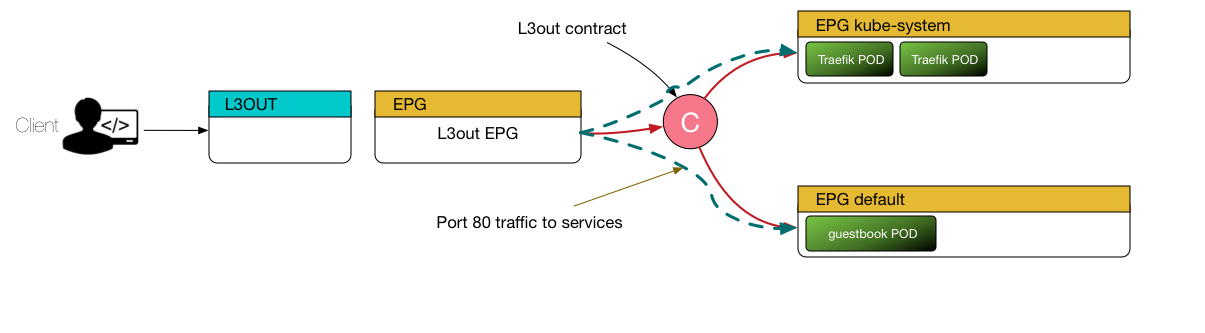 L3out contract
EPG kube-system
Traefik POD
Traefik POD
Client
</>
L3OUT
EPG
L3out EPG
C
Port 80 traffic to services
EPG default
guestbook POD